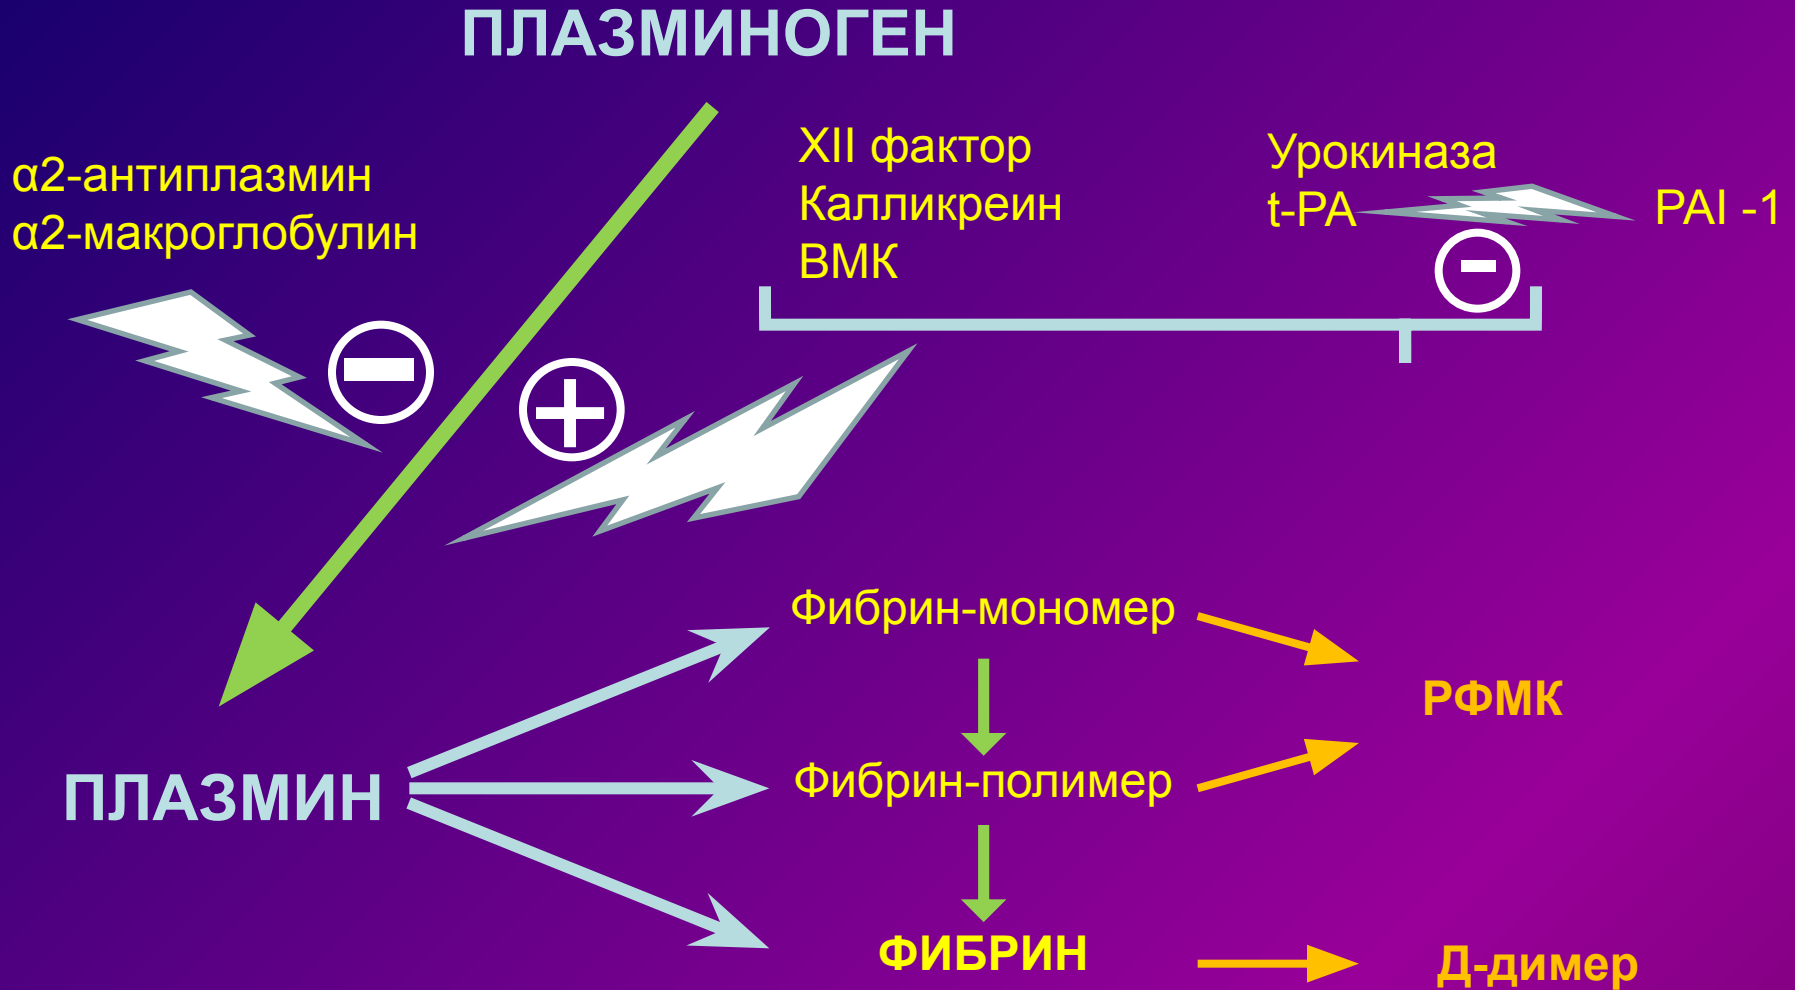 ПЛАЗМИНОГЕН
α2-антиплазмин
α2-макроглобулин
XII фактор
Калликреин
ВМК
Урокиназа
t-PA
PAI -1
Фибрин-мономер
РФМК
Фибрин-полимер
ПЛАЗМИН
ФИБРИН
Д-димер